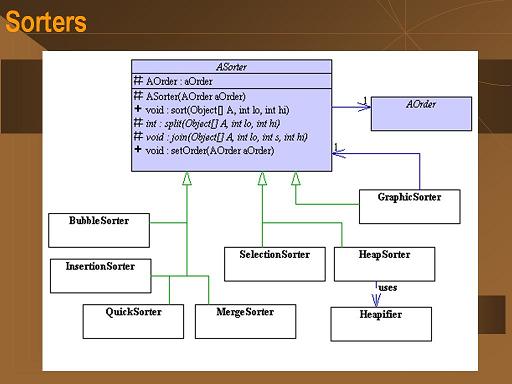 Sorters
ASorter
# AOrder : aOrder
# ASorter(AOrder aOrder)
+ void : sort(Object[] A, int lo, int hi)
# int : split(Object[] A, int lo, int hi)
# void : join(Object[] A, int lo, int s, int hi)
+ void : setOrder(AOrder aOrder)
1
AOrder
1
GraphicSorter
BubbleSorter
SelectionSorter
HeapSorter
InsertionSorter
uses
QuickSorter
MergeSorter
Heapifier